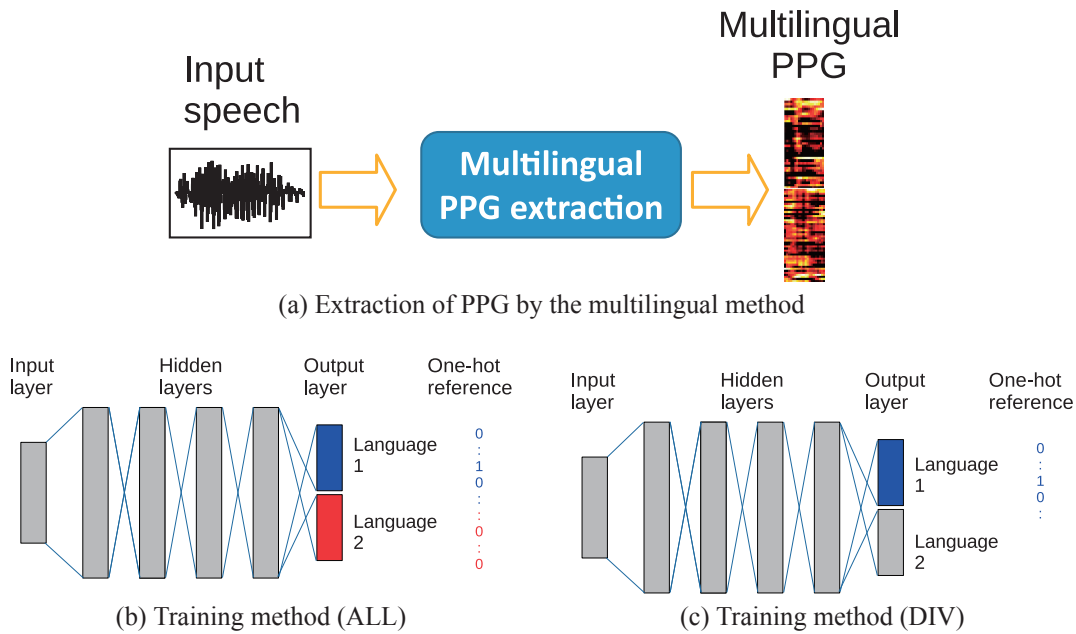 Input
speech
Multilingual
PPG
Multilingual
PPG extraction
(a) Extraction of PPG by the multilingual method
Input
layer
Hidden
layers
Output
layer
One-hot
reference
Language
1
Language
2
0
:
1
0
:
:
0
:
0
(b) Training method (ALL)
Input
layer
Hidden
layers
Output
layer
One-hot
reference
Language
1
Language
2
0
:
1
0
:
(c) Training method (DIV)